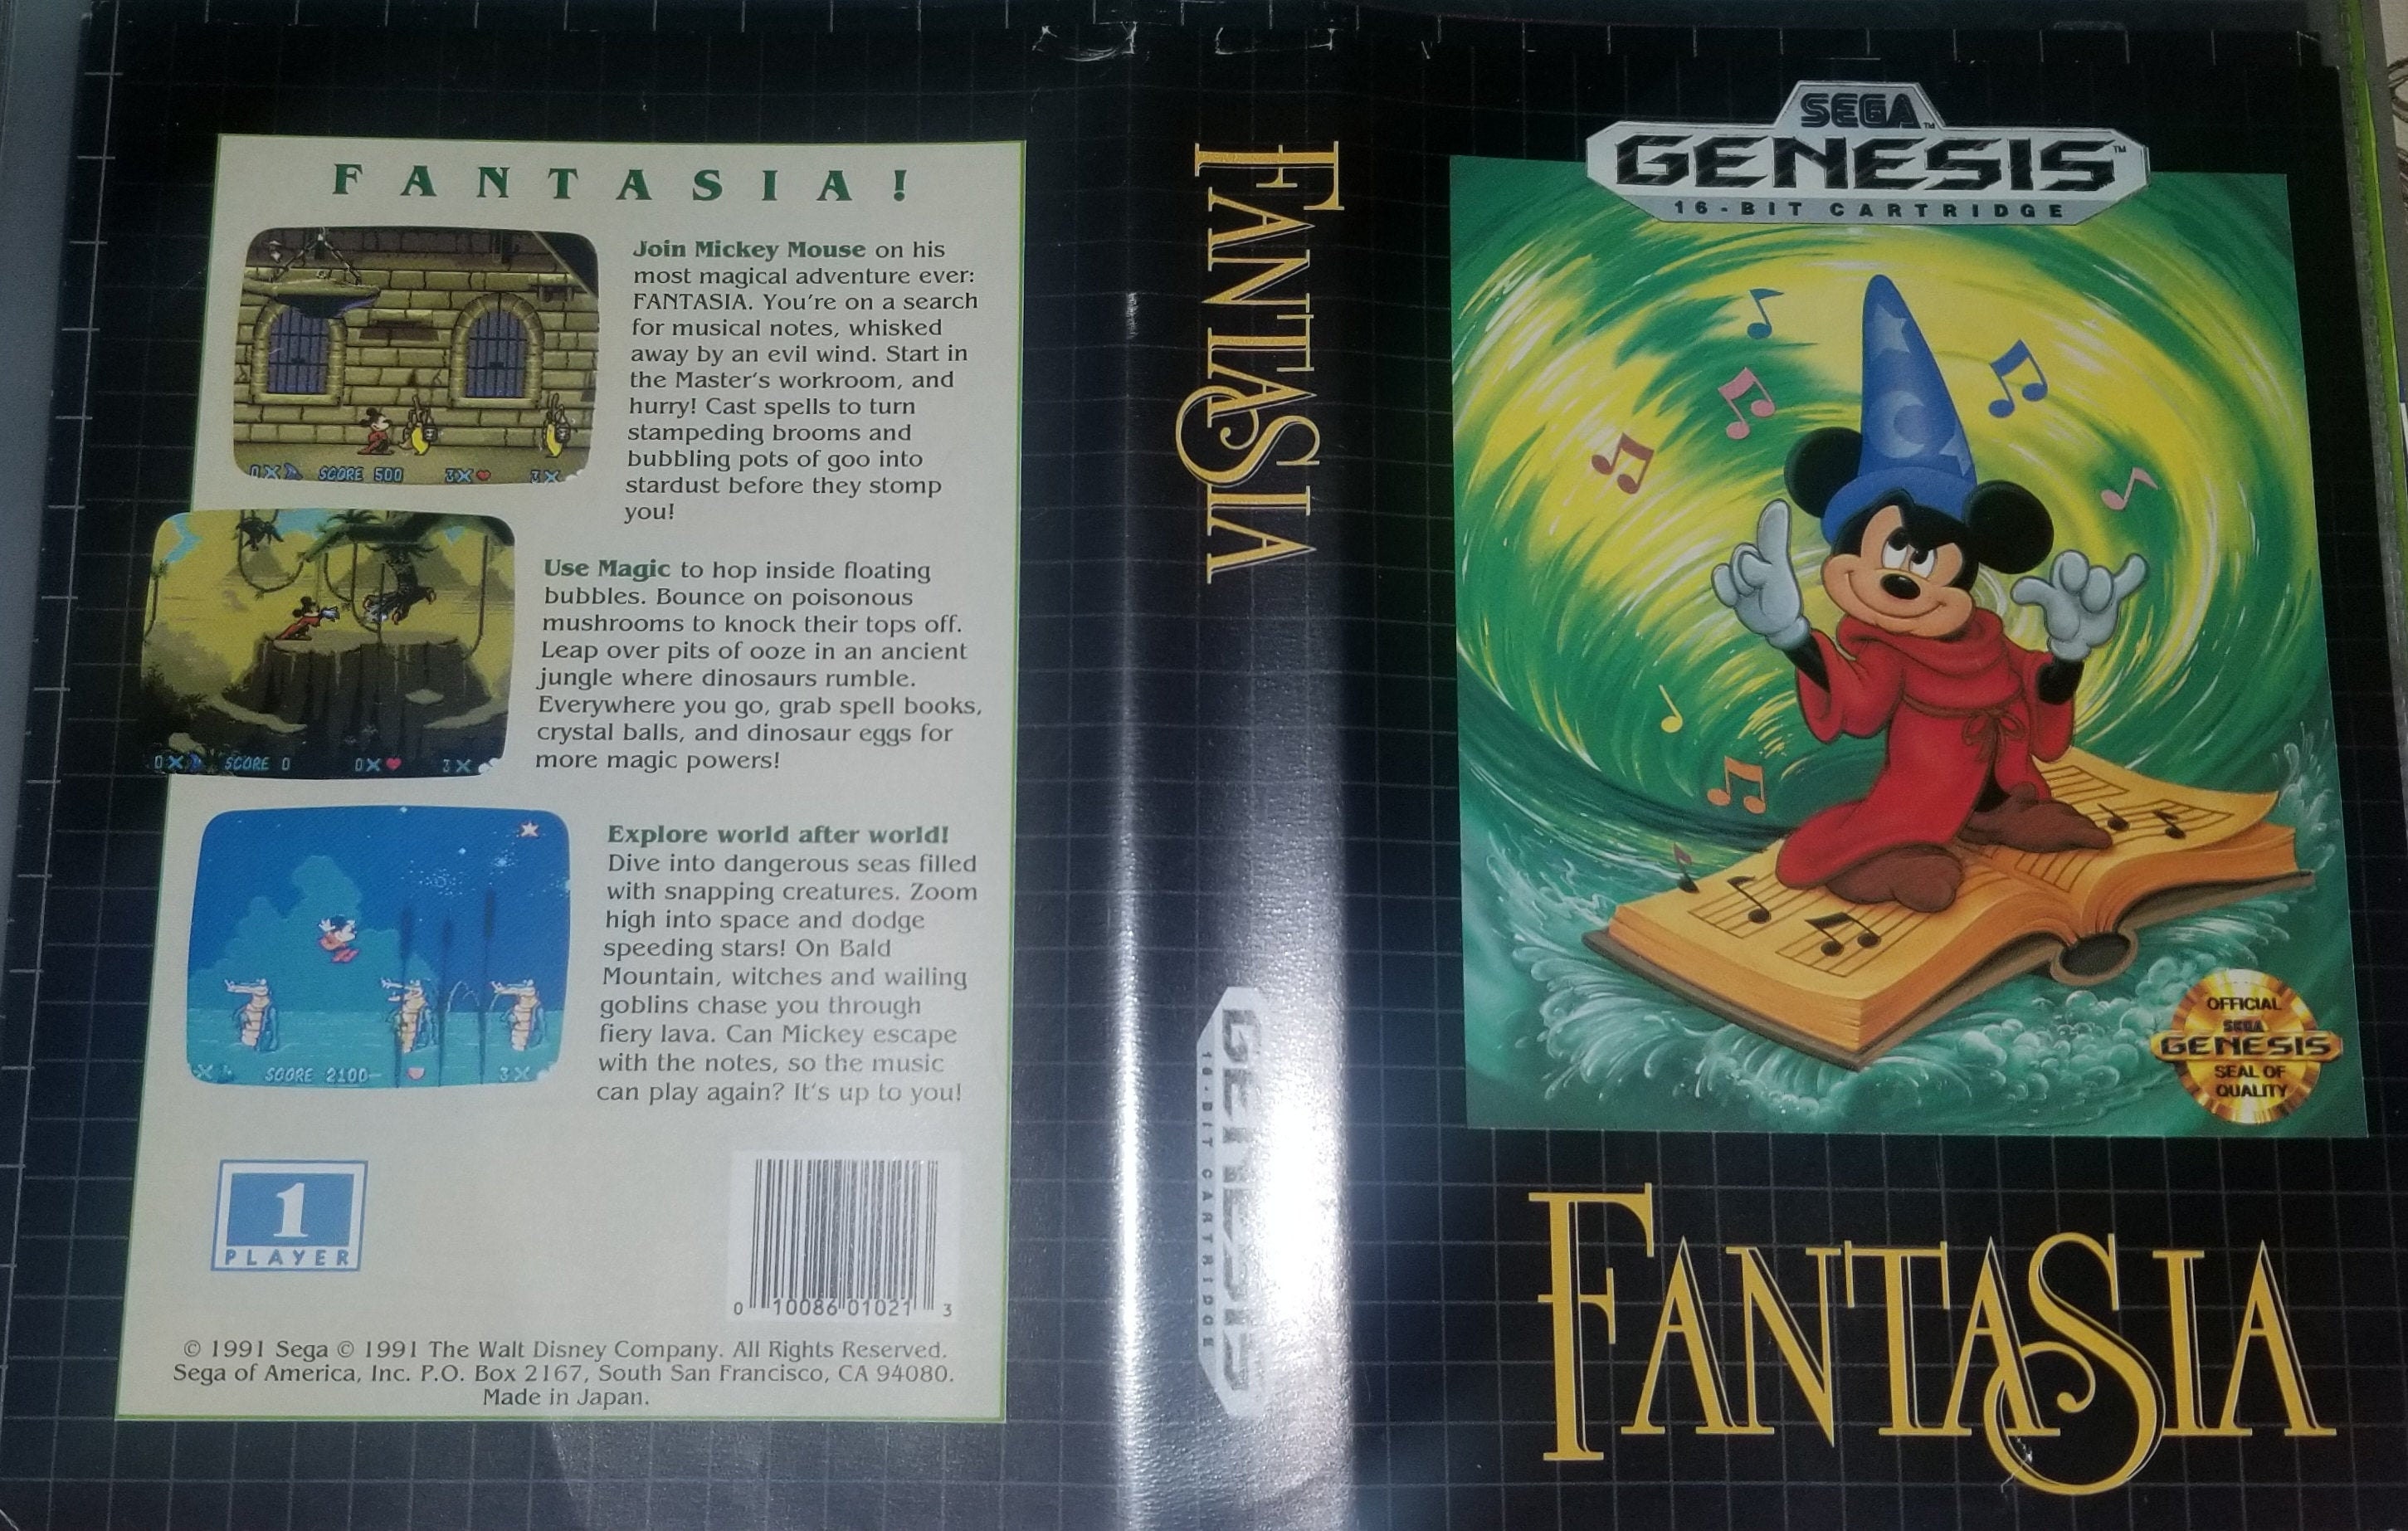 FANTASIA!
Join Mickey Mouse on his
most magical adventure ever:
FANTASIA. You're on a search
for musical notes, whisked
away by an evil wind. Start in
the Master's workroom, and
hurry! Cast spells to turn
stampeding brooms and
bubbling pots of goo into
stardust before they stomp
you!
0X SCORE 500 3X 3X
Use Magic to hop inside floating
bubbles. Bounce on poisonous
mushrooms to knock their tops off.
Leap over pits of ooze in an ancient
jungle where dinosaurs rumble.
Everywhere you go, grab spell books,
crystal balls, and dinosaur eggs for
more magic powers!
0X SCORE 0 0X 3X
Explore world after world!
Dive into dangerous seas filled
with snapping creatures. Zoom
high into space and dodge
speeding stars! On Bald
Mountain, witches and wailing
goblins chase you through
fiery lava. Can Mickey escape
with the notes, so the music
can play again? It's up to you!
X SCORE 2100 3X
1
PLAYER
0 10086 01021 3
© 1991 Sega © 1991 The Walt Disney Company. All Rights Reserved.
Sega of America, Inc. P.O. Box 2167, South San Francisco, CA 94080.
Made in Japan.
FANTASIA
GENESIS
16-BIT CARTRIDGE
SEGA™
GENESIS™
16-BIT CARTRIDGE
OFFICIAL
SEGA
GENESIS
SEAL OF
QUALITY
FANTASIA